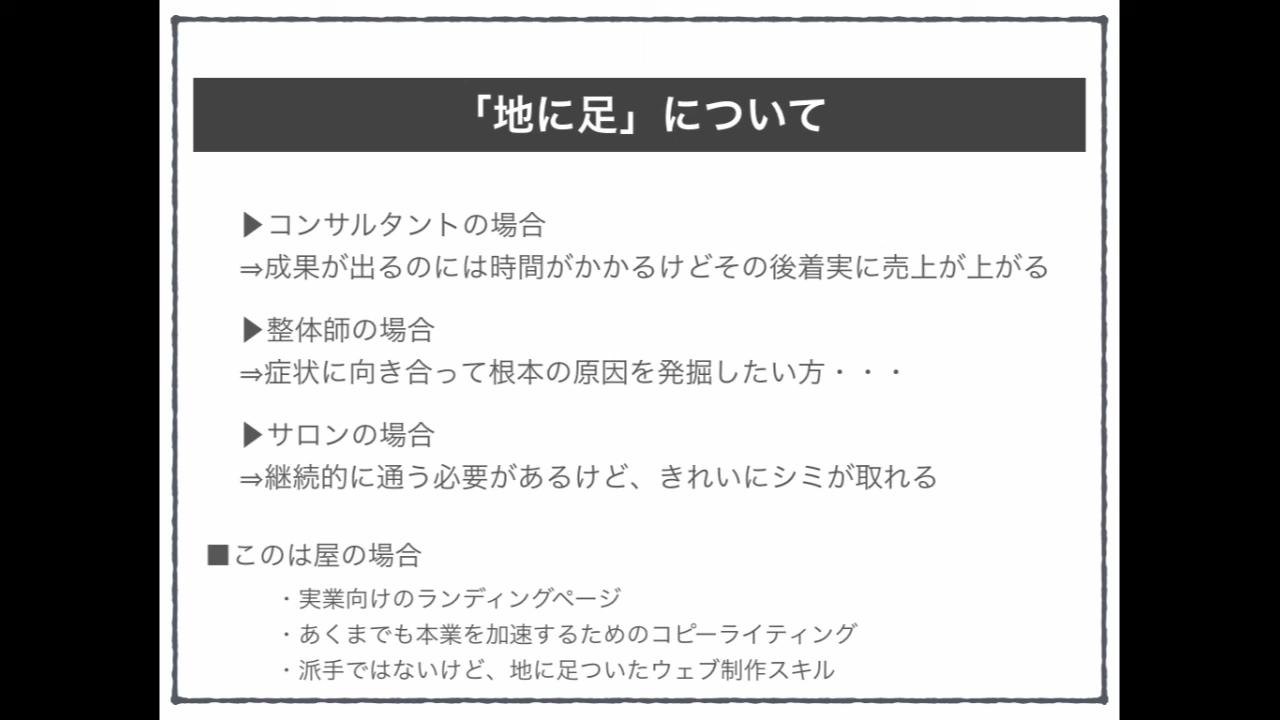 「地に足」について
▶コンサルタントの場合
⇒成果が出るのには時間がかかるけどその後着実に売上が上がる
▶整体師の場合
⇒症状に向き合って根本の原因を発掘したい方・・・
▶サロンの場合
⇒継続的に通う必要があるけど、きれいにシミが取れる
■このは屋の場合
・実業向けのランディングページ
・あくまでも本業を加速するためのコピーライティング
・派手ではないけど、地に足ついたウェブ制作スキル